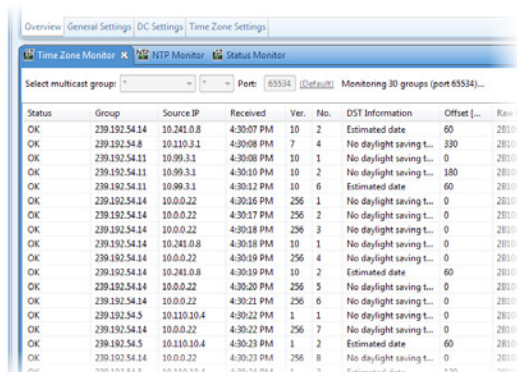 Overview General Settings DC Settings Time Zone Settings
Time Zone Monitor NTP Monitor Status Monitor
Select multicast group: * * Port: 65534 (Default) Monitoring 30 groups (port 65534)...
Status Group Source IP Received Ver. No. DST Information Offset [... Raw
OK 239.192.54.14 10.241.0.8 4:30:07 PM 10 2 Estimated date 60 2B10
OK 239.192.54.8 10.110.3.1 4:30:08 PM 7 4 No daylight saving t... 330 2B10
OK 239.192.54.11 10.99.3.1 4:30:08 PM 10 1 No daylight saving t... 0 2B10
OK 239.192.54.11 10.99.3.1 4:30:10 PM 10 2 No daylight saving t... 180 2B10
OK 239.192.54.11 10.99.3.1 4:30:12 PM 10 6 Estimated date 60 2B10
OK 239.192.54.14 10.0.0.22 4:30:16 PM 256 1 No daylight saving t... 0 2B10
OK 239.192.54.14 10.0.0.22 4:30:17 PM 256 2 No daylight saving t... 0 2B10
OK 239.192.54.14 10.0.0.22 4:30:18 PM 256 3 No daylight saving t... 0 2B10
OK 239.192.54.14 10.241.0.8 4:30:18 PM 10 1 No daylight saving t... 0 2B10
OK 239.192.54.14 10.0.0.22 4:30:19 PM 256 4 No daylight saving t... 0 2B10
OK 239.192.54.14 10.241.0.8 4:30:19 PM 10 2 Estimated date 60 2B10
OK 239.192.54.14 10.0.0.22 4:30:20 PM 256 5 No daylight saving t... 0 2B10
OK 239.192.54.14 10.0.0.22 4:30:21 PM 256 6 No daylight saving t... 0 2B10
OK 239.192.54.5 10.110.10.4 4:30:22 PM 1 1 No daylight saving t... 0 2B10
OK 239.192.54.14 10.0.0.22 4:30:22 PM 256 7 No daylight saving t... 0 2B10
OK 239.192.54.5 10.110.10.4 4:30:23 PM 1 2 Estimated date 60 2B10
OK 239.192.54.14 10.0.0.22 4:30:23 PM 256 8 No daylight saving t... 0 2B10